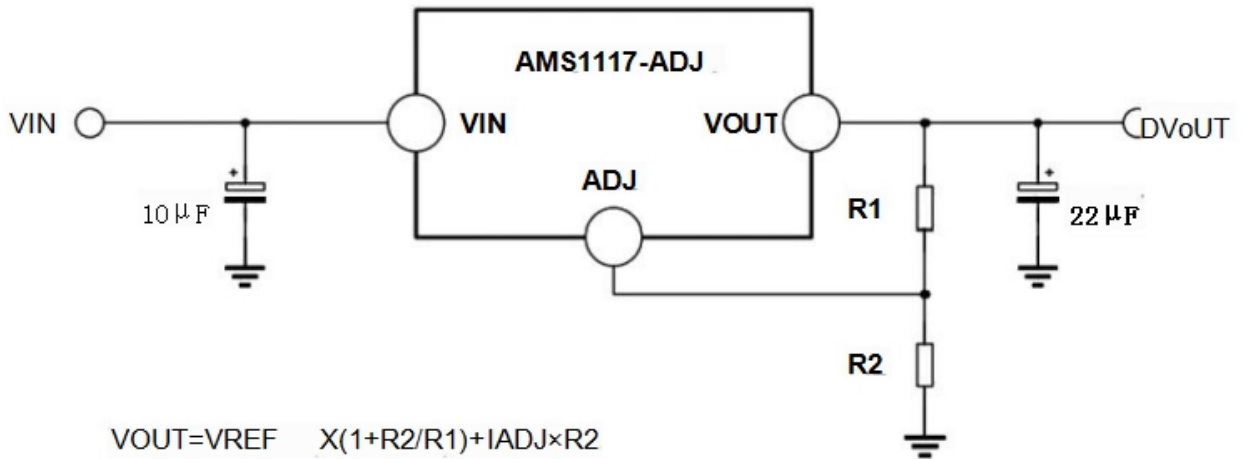 AMS1117-ADJ
VIN
VIN
VOUT
DVoUT
ADJ
10μF
R1
22μF
R2
VOUT=VREF X(1+R2/R1)+IADJ×R2